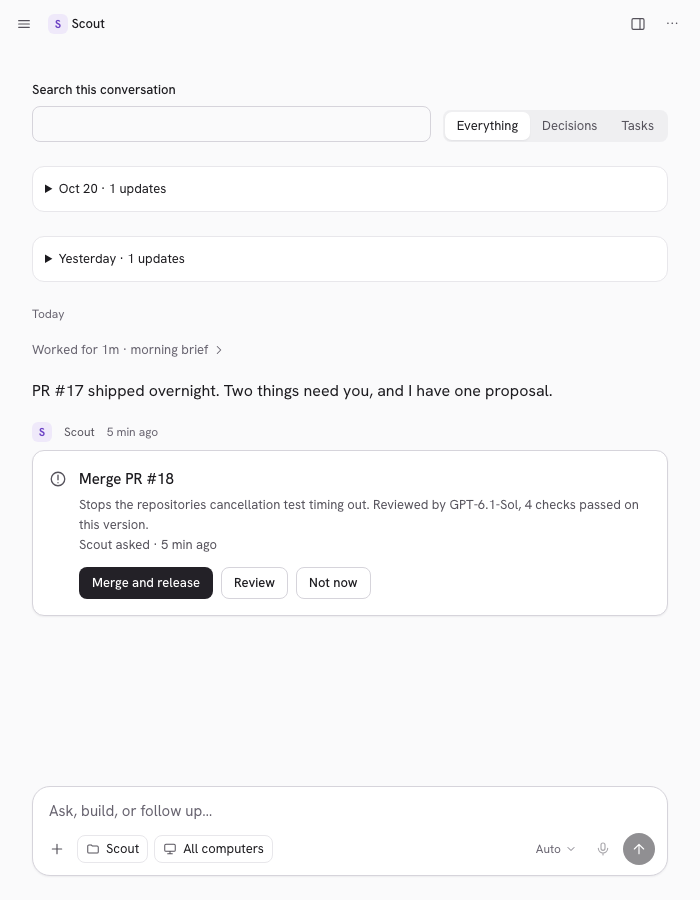 S Scout
Search this conversation
Everything Decisions Tasks
Oct 20 · 1 updates
Yesterday · 1 updates
Today
Worked for 1m · morning brief
PR #17 shipped overnight. Two things need you, and I have one proposal.
S Scout 5 min ago
Merge PR #18
Stops the repositories cancellation test timing out. Reviewed by GPT-6.1-Sol, 4 checks passed on
this version.
Scout asked · 5 min ago
Merge and release Review Not now
Ask, build, or follow up...
Scout All computers Auto